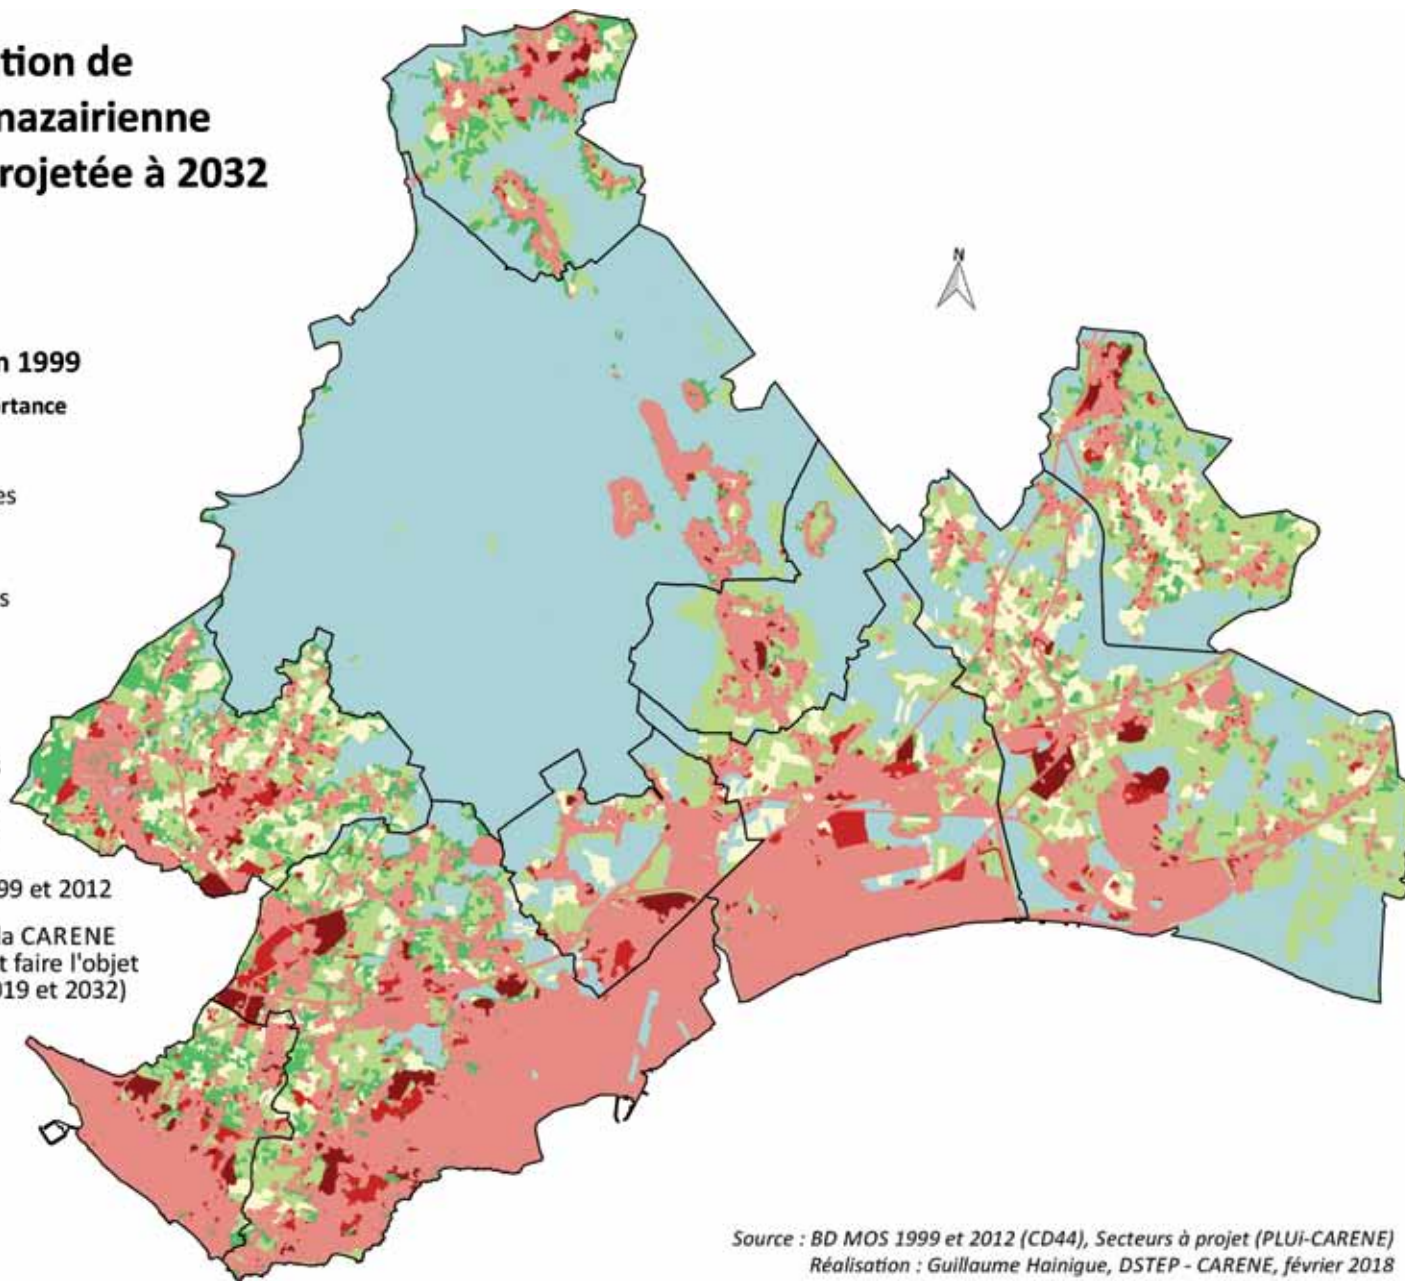 tion de
nazairienne
rojetée à 2032
N
n 1999
rtance
es
s
99 et 2012
la CARENE
t faire l'objet
019 et 2032)
Source : BD MOS 1999 et 2012 (CD44), Secteurs à projet (PLUi-CARENE)
Réalisation : Guillaume Hainigue, DSTEP - CARENE, février 2018